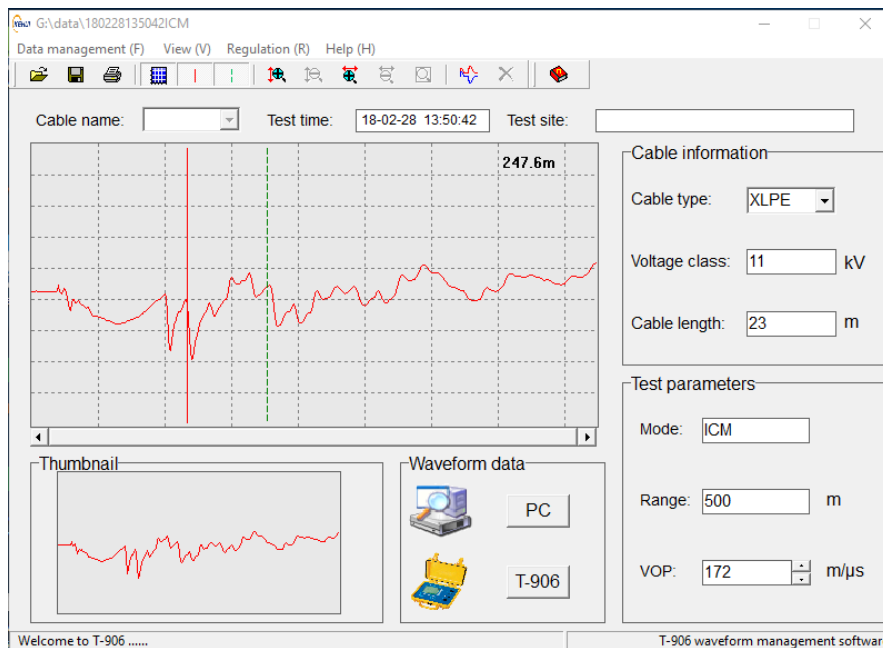 G:\data\180228135042ICM
Data management (F) View (V) Regulation (R) Help (H)
Cable name: Test time: 18-02-28 13:50:42 Test site:
247.6m
Cable information
Cable type: XLPE
Voltage class: 11 kV
Cable length: 23 m
Test parameters
Mode: ICM
Range: 500 m
VOP: 172 m/µs
Thumbnail
Waveform data
PC
T-906
Welcome to T-906 ......
T-906 waveform management software